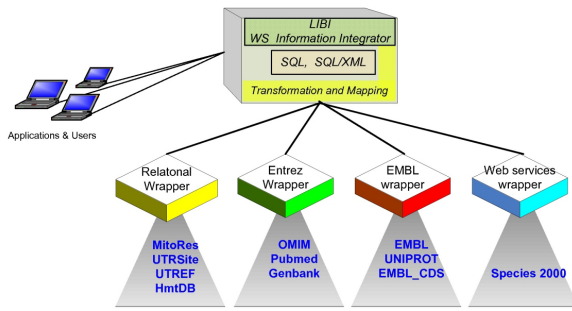 LIBI
WS Information Integrator
SQL, SQL/XML
Transformation and Mapping
Applications & Users
Relatonal
Wrapper
Entrez
Wrapper
EMBL
wrapper
Web services
wrapper
MitoRes
UTRSite
UTREF
HmtDB
OMIM
Pubmed
Genbank
EMBL
UNIPROT
EMBL_CDS
Species 2000